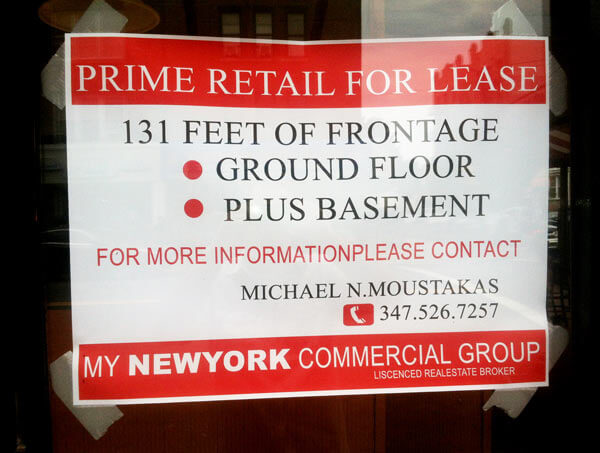 PRIME RETAIL FOR LEASE
131 FEET OF FRONTAGE
● GROUND FLOOR
● PLUS BASEMENT
FOR MORE INFORMATIONPLEASE CONTACT
MICHAEL N.MOUSTAKAS
347.526.7257
MY NEWYORK COMMERCIAL GROUP
LISCENCED REALESTATE BROKER